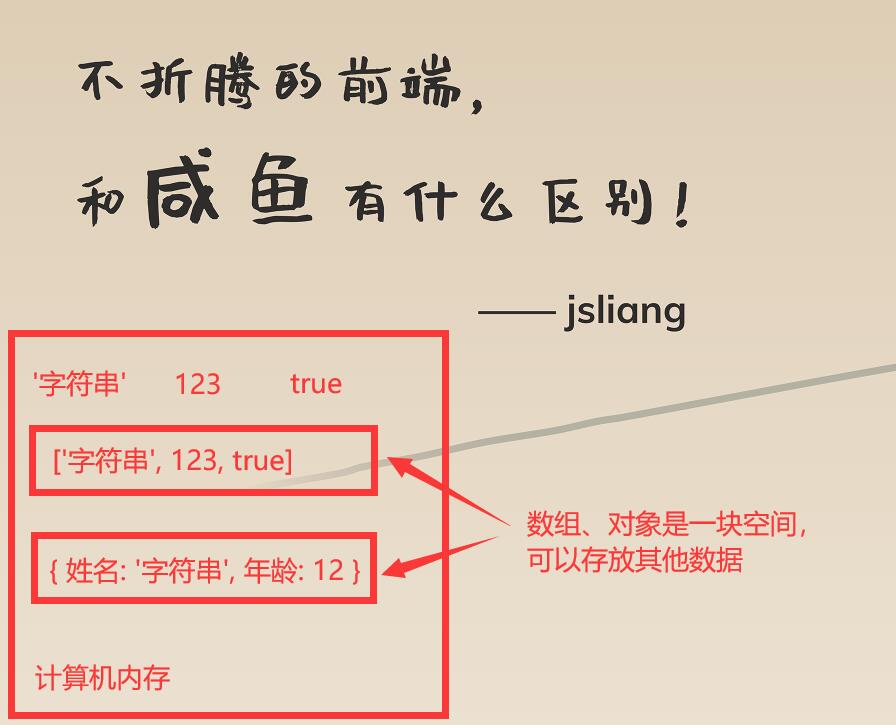 不折腾的前端,
和咸鱼有什么区别!
—— jsliang
'字符串' 123 true
['字符串', 123, true]
{ 姓名: '字符串', 年龄: 12 }
数组、对象是一块空间，
可以存放其他数据
计算机内存